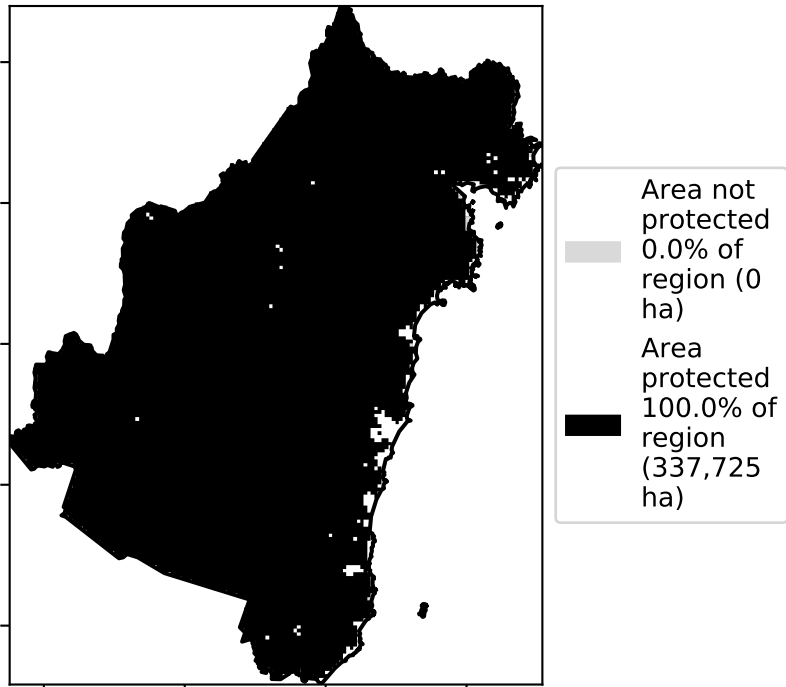 Area not
protected
0.0% of
region (0
ha)
Area
protected
100.0% of
region
(337,725
ha)